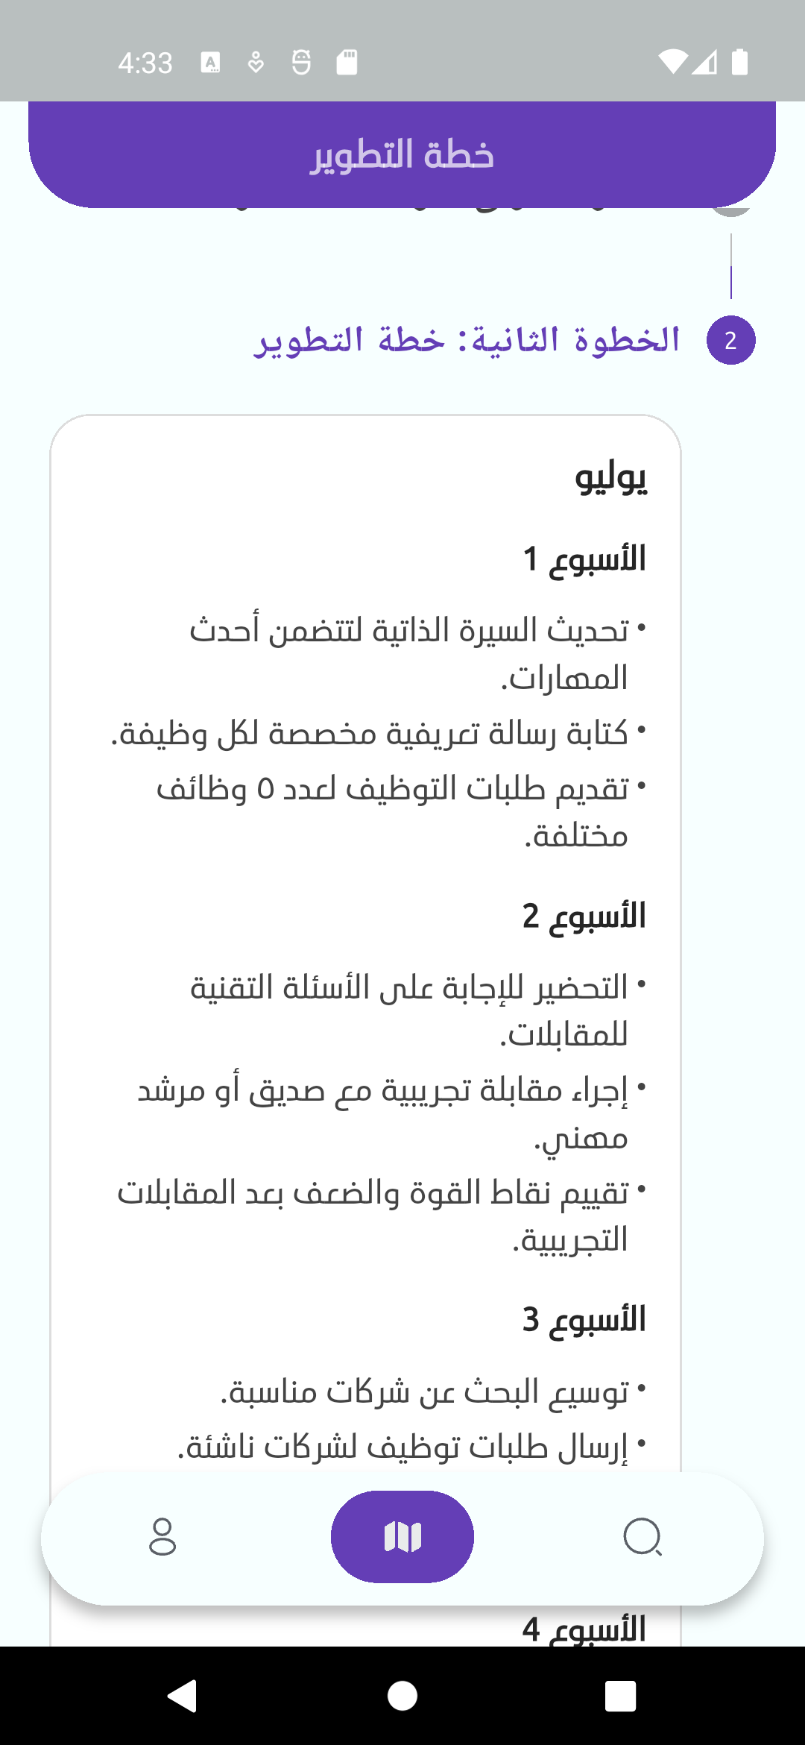 4:33
خطة التطوير
2
الخطوة الثانية: خطة التطوير
يوليو
الأسبوع 1
• تحديث السيرة الذاتية لتتضمن أحدث
المهارات.
• كتابة رسالة تعريفية مخصصة لكل وظيفة.
• تقديم طلبات التوظيف لعدد ٥ وظائف
مختلفة.
الأسبوع 2
• التحضير للإجابة على الأسئلة التقنية
للمقابلات.
• إجراء مقابلة تجريبية مع صديق أو مرشد
مهني.
• تقييم نقاط القوة والضعف بعد المقابلات
التجريبية.
الأسبوع 3
• توسيع البحث عن شركات مناسبة.
• إرسال طلبات توظيف لشركات ناشئة.
الأسبوع 4